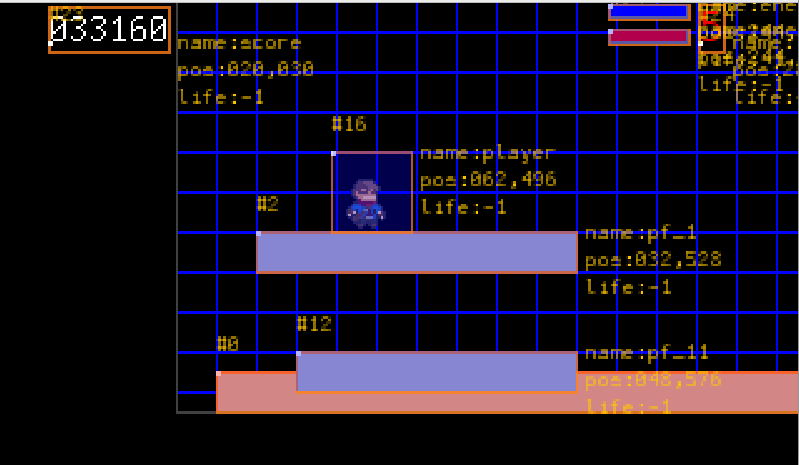 #23
033160
name:score
pos:020,030
life:-1
#16
name:player
pos:062,496
life:-1
#2
name:pf_1
pos:032,528
life:-1
#12
#0
name:pf_11
pos:048,576
life:-1